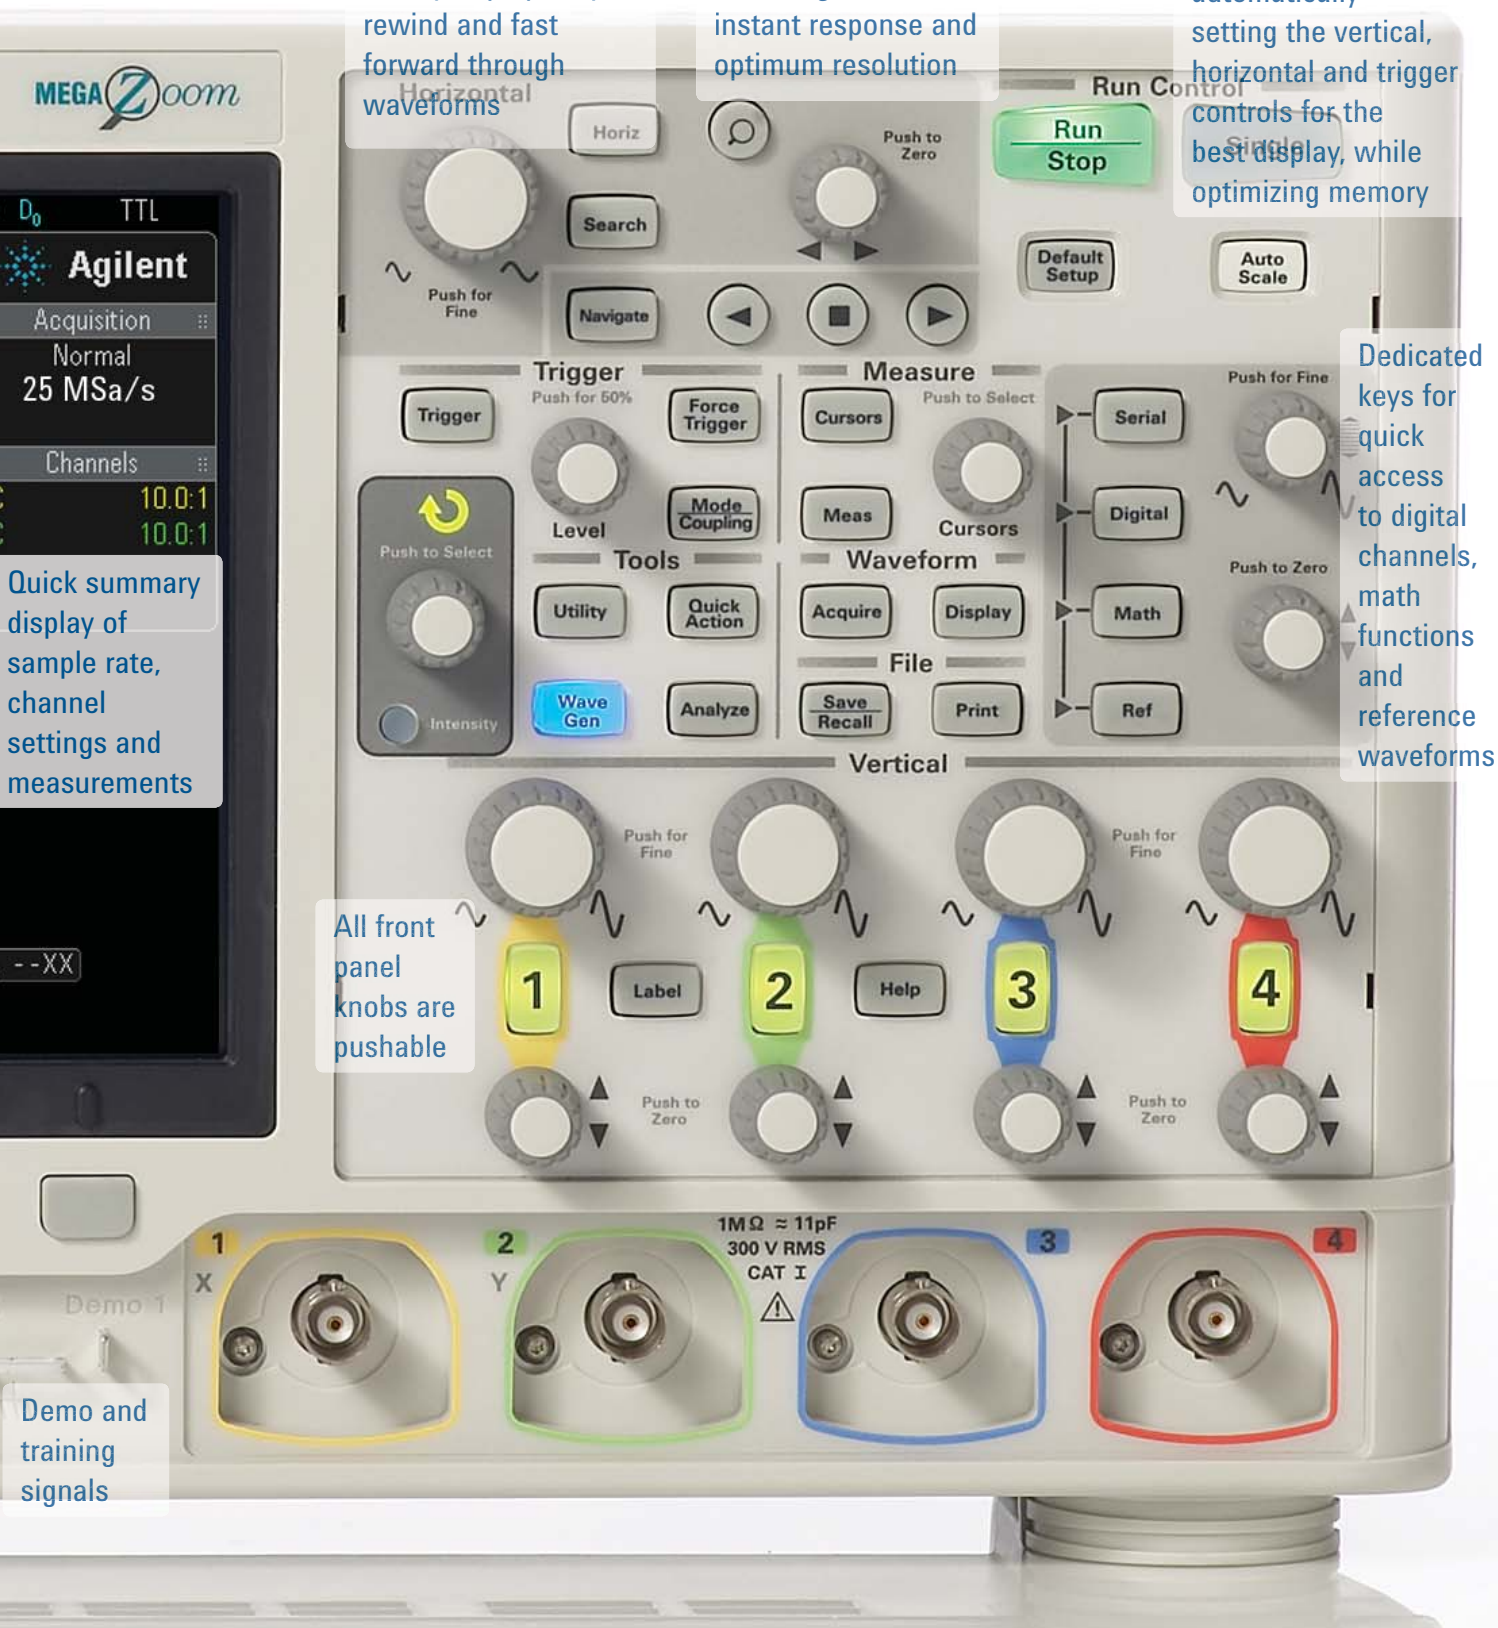 rewind and fast
forward through
waveforms
instant response and
optimum resolution
automatically
setting the vertical,
horizontal and trigger
controls for the
best display, while
optimizing memory
MEGA Zoom
Horizontal
Horiz
Search
Navigate
Push for
Fine
Push to
Zero
Run Control
Run
Stop
Single
Default
Setup
Auto
Scale
D0 TTL
Agilent
Acquisition
Normal
25 MSa/s
Channels
10.0:1
10.0:1
Quick summary
display of
sample rate,
channel
settings and
measurements
--XX
Trigger
Push for 50%
Trigger
Force
Trigger
Level
Mode
Coupling
Push to Select
Intensity
Tools
Utility
Quick
Action
Wave
Gen
Analyze
Measure
Push to Select
Cursors
Meas
Cursors
Waveform
Acquire
Display
File
Save
Recall
Print
Serial
Digital
Math
Ref
Push for Fine
Push to Zero
Dedicated
keys for
quick
access
to digital
channels,
math
functions
and
reference
waveforms
Vertical
Push for
Fine
Push for
Fine
All front
panel
knobs are
pushable
1
Label
2
Help
3
4
Push to
Zero
Push to
Zero
1
X
2
Y
1MΩ ≈ 11pF
300 V RMS
CAT I
3
4
Demo 1
Demo and
training
signals